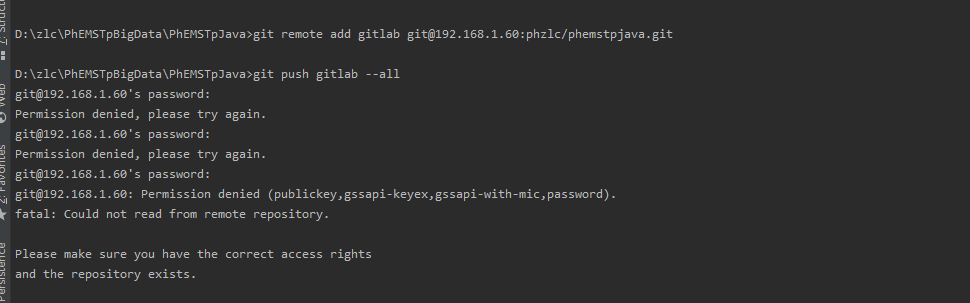 D:\zlc\PhEMSTpBigData\PhEMSTpJava>git remote add gitlab git@192.168.1.60:phzlc/phemstpjava.git
D:\zlc\PhEMSTpBigData\PhEMSTpJava>git push gitlab --all
git@192.168.1.60's password:
Permission denied, please try again.
git@192.168.1.60's password:
Permission denied, please try again.
git@192.168.1.60's password:
git@192.168.1.60: Permission denied (publickey,gssapi-keyex,gssapi-with-mic,password).
fatal: Could not read from remote repository.
Please make sure you have the correct access rights
and the repository exists.
Web
2: Favorites
Persistence